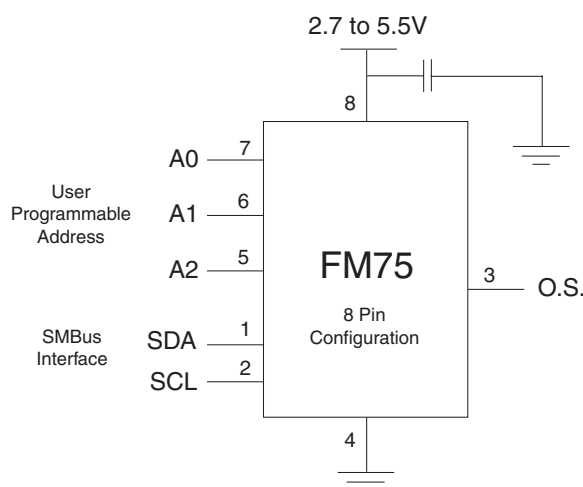 2.7 to 5.5V
8
A0
7
User
Programmable
Address
A1
6
A2
5
FM75
3
O.S.
8 Pin
Configuration
SMBus
Interface
SDA
1
SCL
2
4